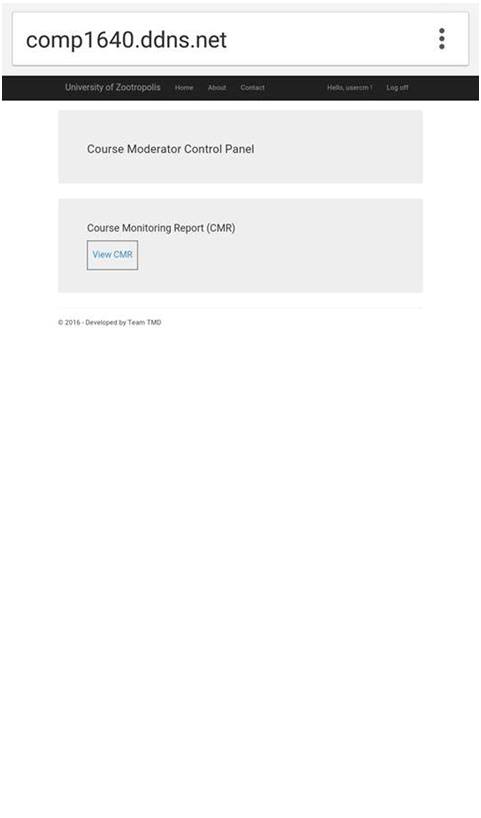 comp1640.ddns.net
University of Zootropolis Home About Contact Hello, usercm ! Log off
Course Moderator Control Panel
Course Monitoring Report (CMR)
View CMR
© 2016 - Developed by Team TMD